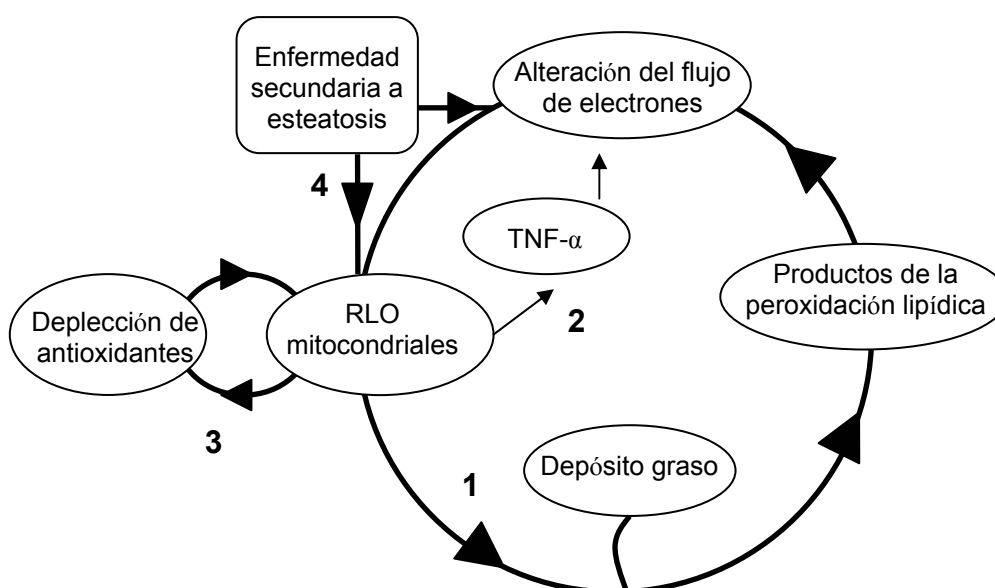 Enfermedad
secundaria a
esteatosis
Alteración del flujo
de electrones
4
TNF-α
Productos de la
peroxidación lipídica
Deplección de
antioxidantes
RLO
mitocondriales
2
3
Depósito graso
1